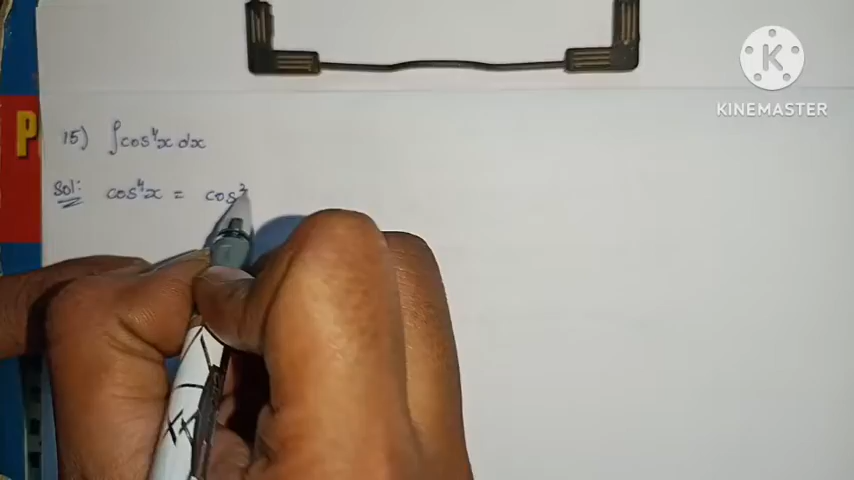 K
KINEMASTER
P
15) ∫cos⁴x dx
Sol: cos⁴x = cos²